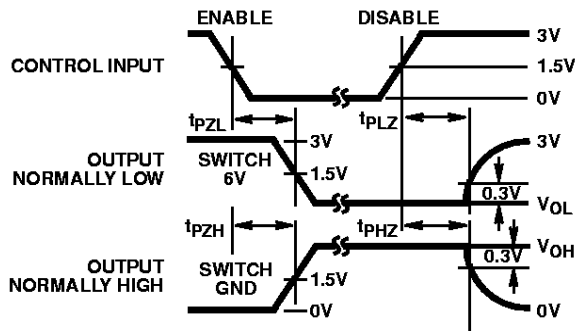 ENABLE
DISABLE
CONTROL INPUT
3V
1.5V
0V
tPZL
tPLZ
OUTPUT
NORMALLY LOW
SWITCH
6V
3V
1.5V
3V
0.3V
VOL
tPZH
tPHZ
OUTPUT
NORMALLY HIGH
SWITCH
GND
1.5V
0V
VOH
0.3V
0V